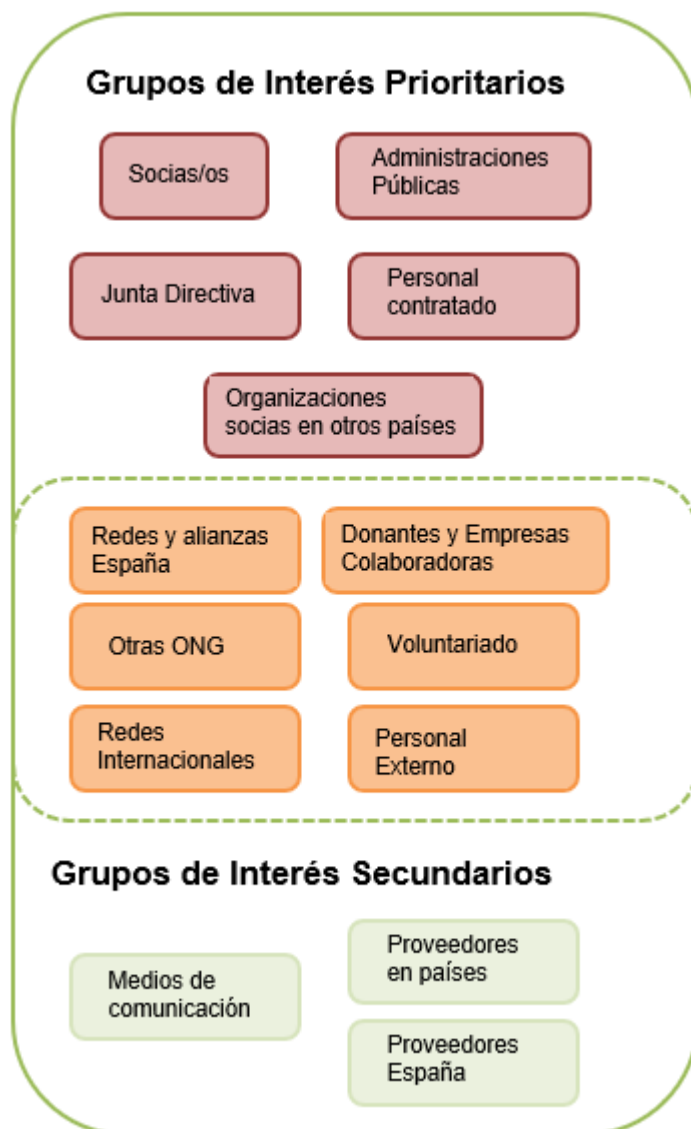 Grupos de Interés Prioritarios
Socias/os
Administraciones
Públicas
Junta Directiva
Personal
contratado
Organizaciones
socias en otros países
Redes y alianzas
España
Donantes y Empresas
Colaboradoras
Otras ONG
Voluntariado
Redes
Internacionales
Personal
Externo
Grupos de Interés Secundarios
Medios de
comunicación
Proveedores
en países
Proveedores
España